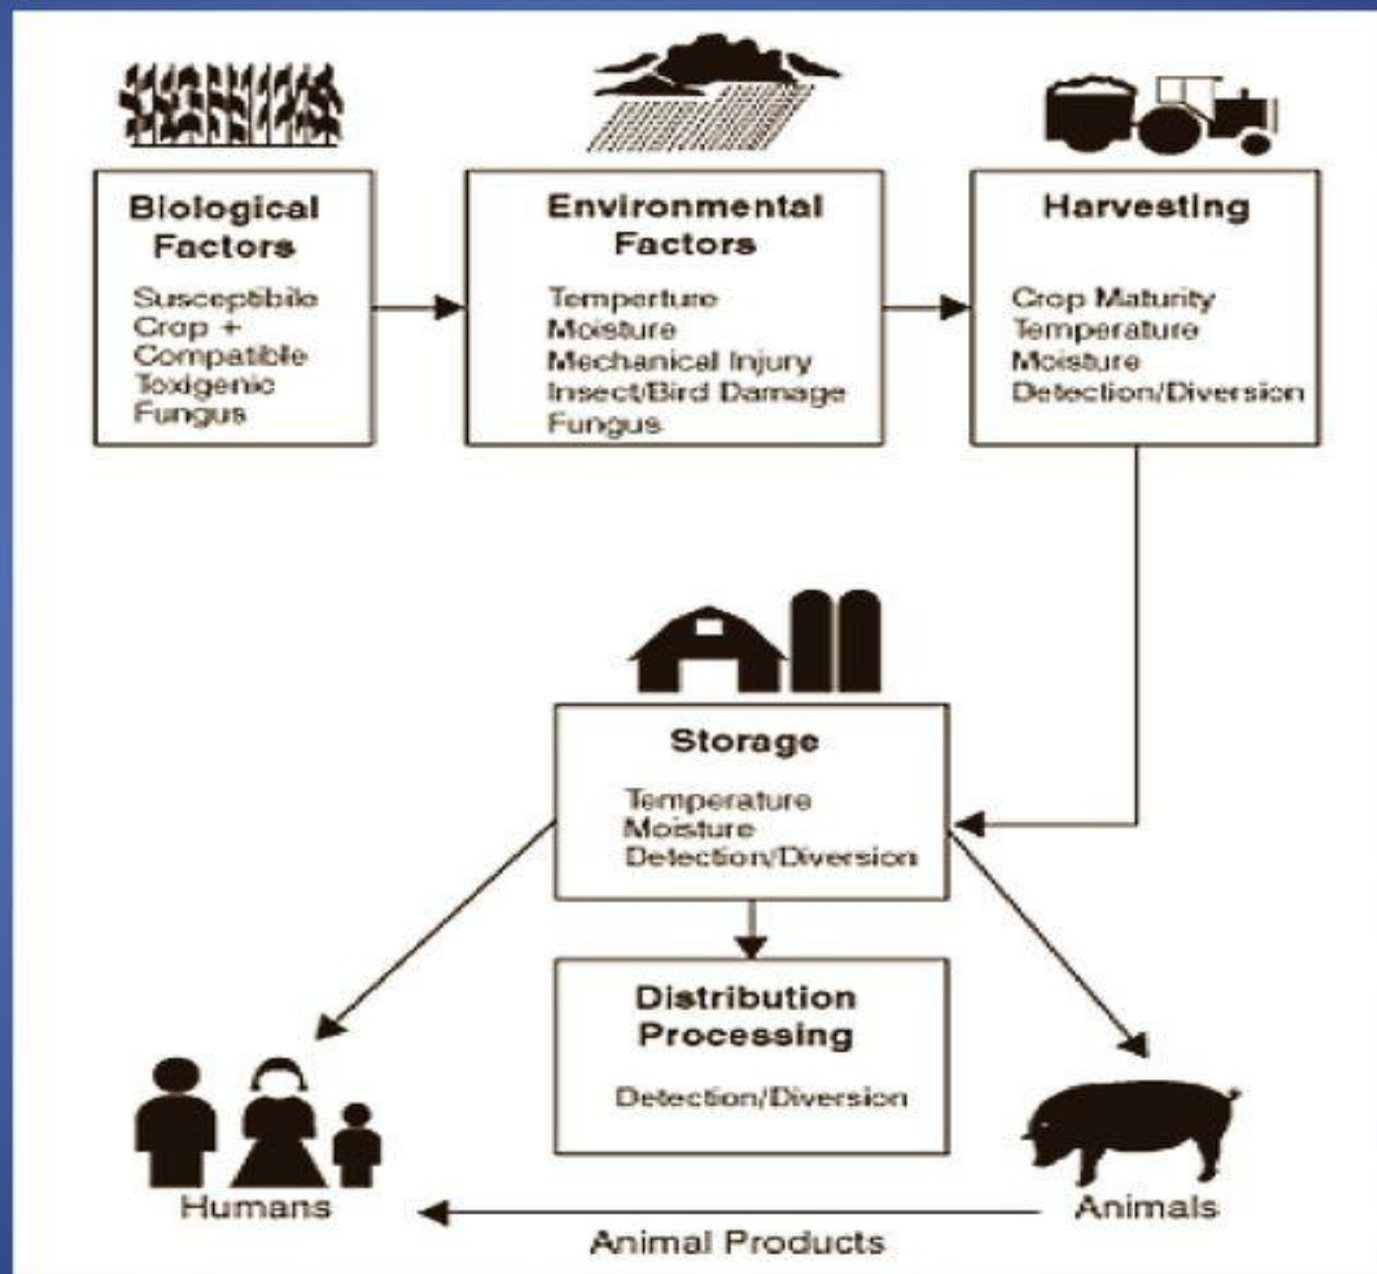 Biological
Factors
Susceptibile
Crop +
Compatible
Toxigenic
Fungus
Environmental
Factors
Temperture
Moisture
Mechanical Injury
Insect/Bird Damage
Fungus
Harvesting
Crop Maturity
Temperature
Moisture
Detection/Diversion
Storage
Temperature
Moisture
Detection/Diversion
Distribution
Processing
Detection/Diversion
Humans
Animals
Animal Products